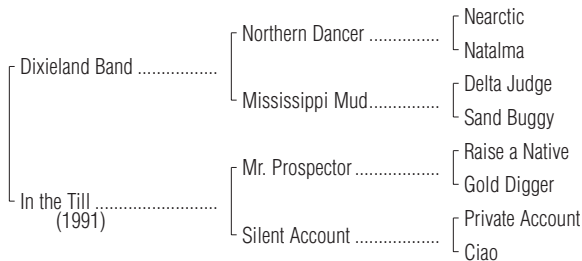 Nearctic
Northern Dancer ...............
Natalma
Dixieland Band .................
Delta Judge
Mississippi Mud...............
Sand Buggy
Raise a Native
Mr. Prospector ..................
Gold Digger
In the Till ..........................
(1991)
Private Account
Silent Account ..................
Ciao